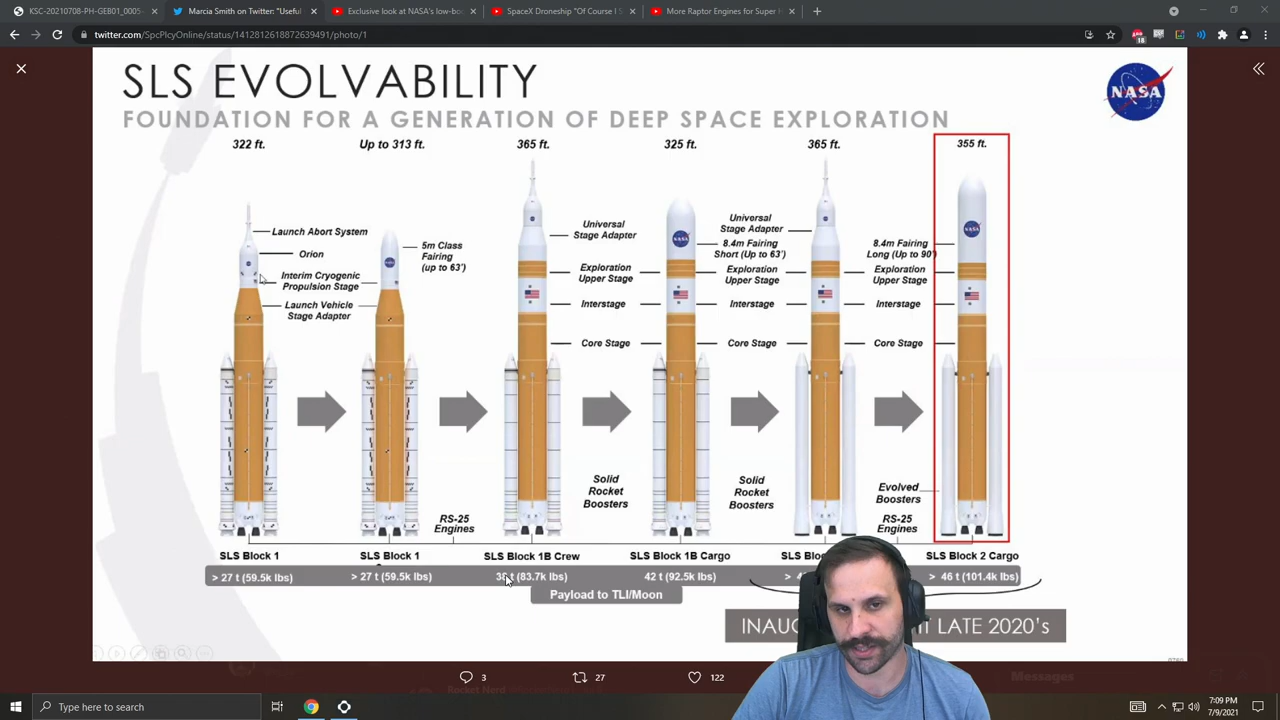 KSC-20210708-PH-GEB01_0005
Marcia Smith on Twitter: "Useful
Exclusive look at NASA's low-bo
SpaceX Droneship "Of Course I S
More Raptor Engines for Super H
twitter.com/SpcPlcyOnline/status/1412812618872639491/photo/1
18
SLS EVOLVABILITY
FOUNDATION FOR A GENERATION OF DEEP SPACE EXPLORATION
NASA
322 ft.
Up to 313 ft.
365 ft.
325 ft.
365 ft.
355 ft.
Launch Abort System
Orion
Interim Cryogenic
Propulsion Stage
Launch Vehicle
Stage Adapter
5m Class
Fairing
(up to 63')
Universal
Stage Adapter
Exploration
Upper Stage
Interstage
Core Stage
NASA
Universal
Stage Adapter
8.4m Fairing
Short (Up to 63')
Exploration
Upper Stage
Interstage
Core Stage
8.4m Fairing
Long (Up to 90'
Exploration
Upper Stage
Interstage
Core Stage
RS-25
Engines
Solid
Rocket
Boosters
Solid
Rocket
Boosters
Evolved
Boosters
RS-25
Engines
SLS Block 1
SLS Block 1
SLS Block 1B Crew
SLS Block 1B Cargo
SLS
SLS Block 2 Cargo
> 27 t (59.5k lbs)
> 27 t (59.5k lbs)
38 t (83.7k lbs)
42 t (92.5k lbs)
>
> 46 t (101.4k lbs)
Payload to TLI/Moon
LATE 2020's
3
27
122
Messages
Rocket Nerd
Type here to search
7:09 PM
7/9/2021